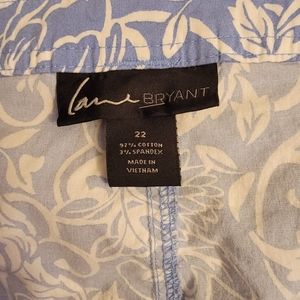 Lane BRYANT
22
97% COTTON
3% SPANDEX
MADE IN
VIETNAM